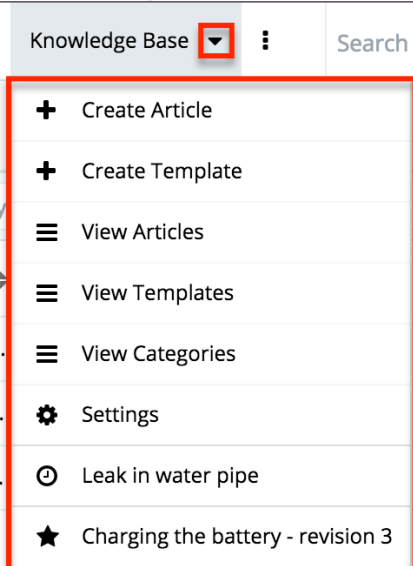 Knowledge Base
Search
Create Article
Create Template
View Articles
View Templates
View Categories
Settings
Leak in water pipe
Charging the battery - revision 3